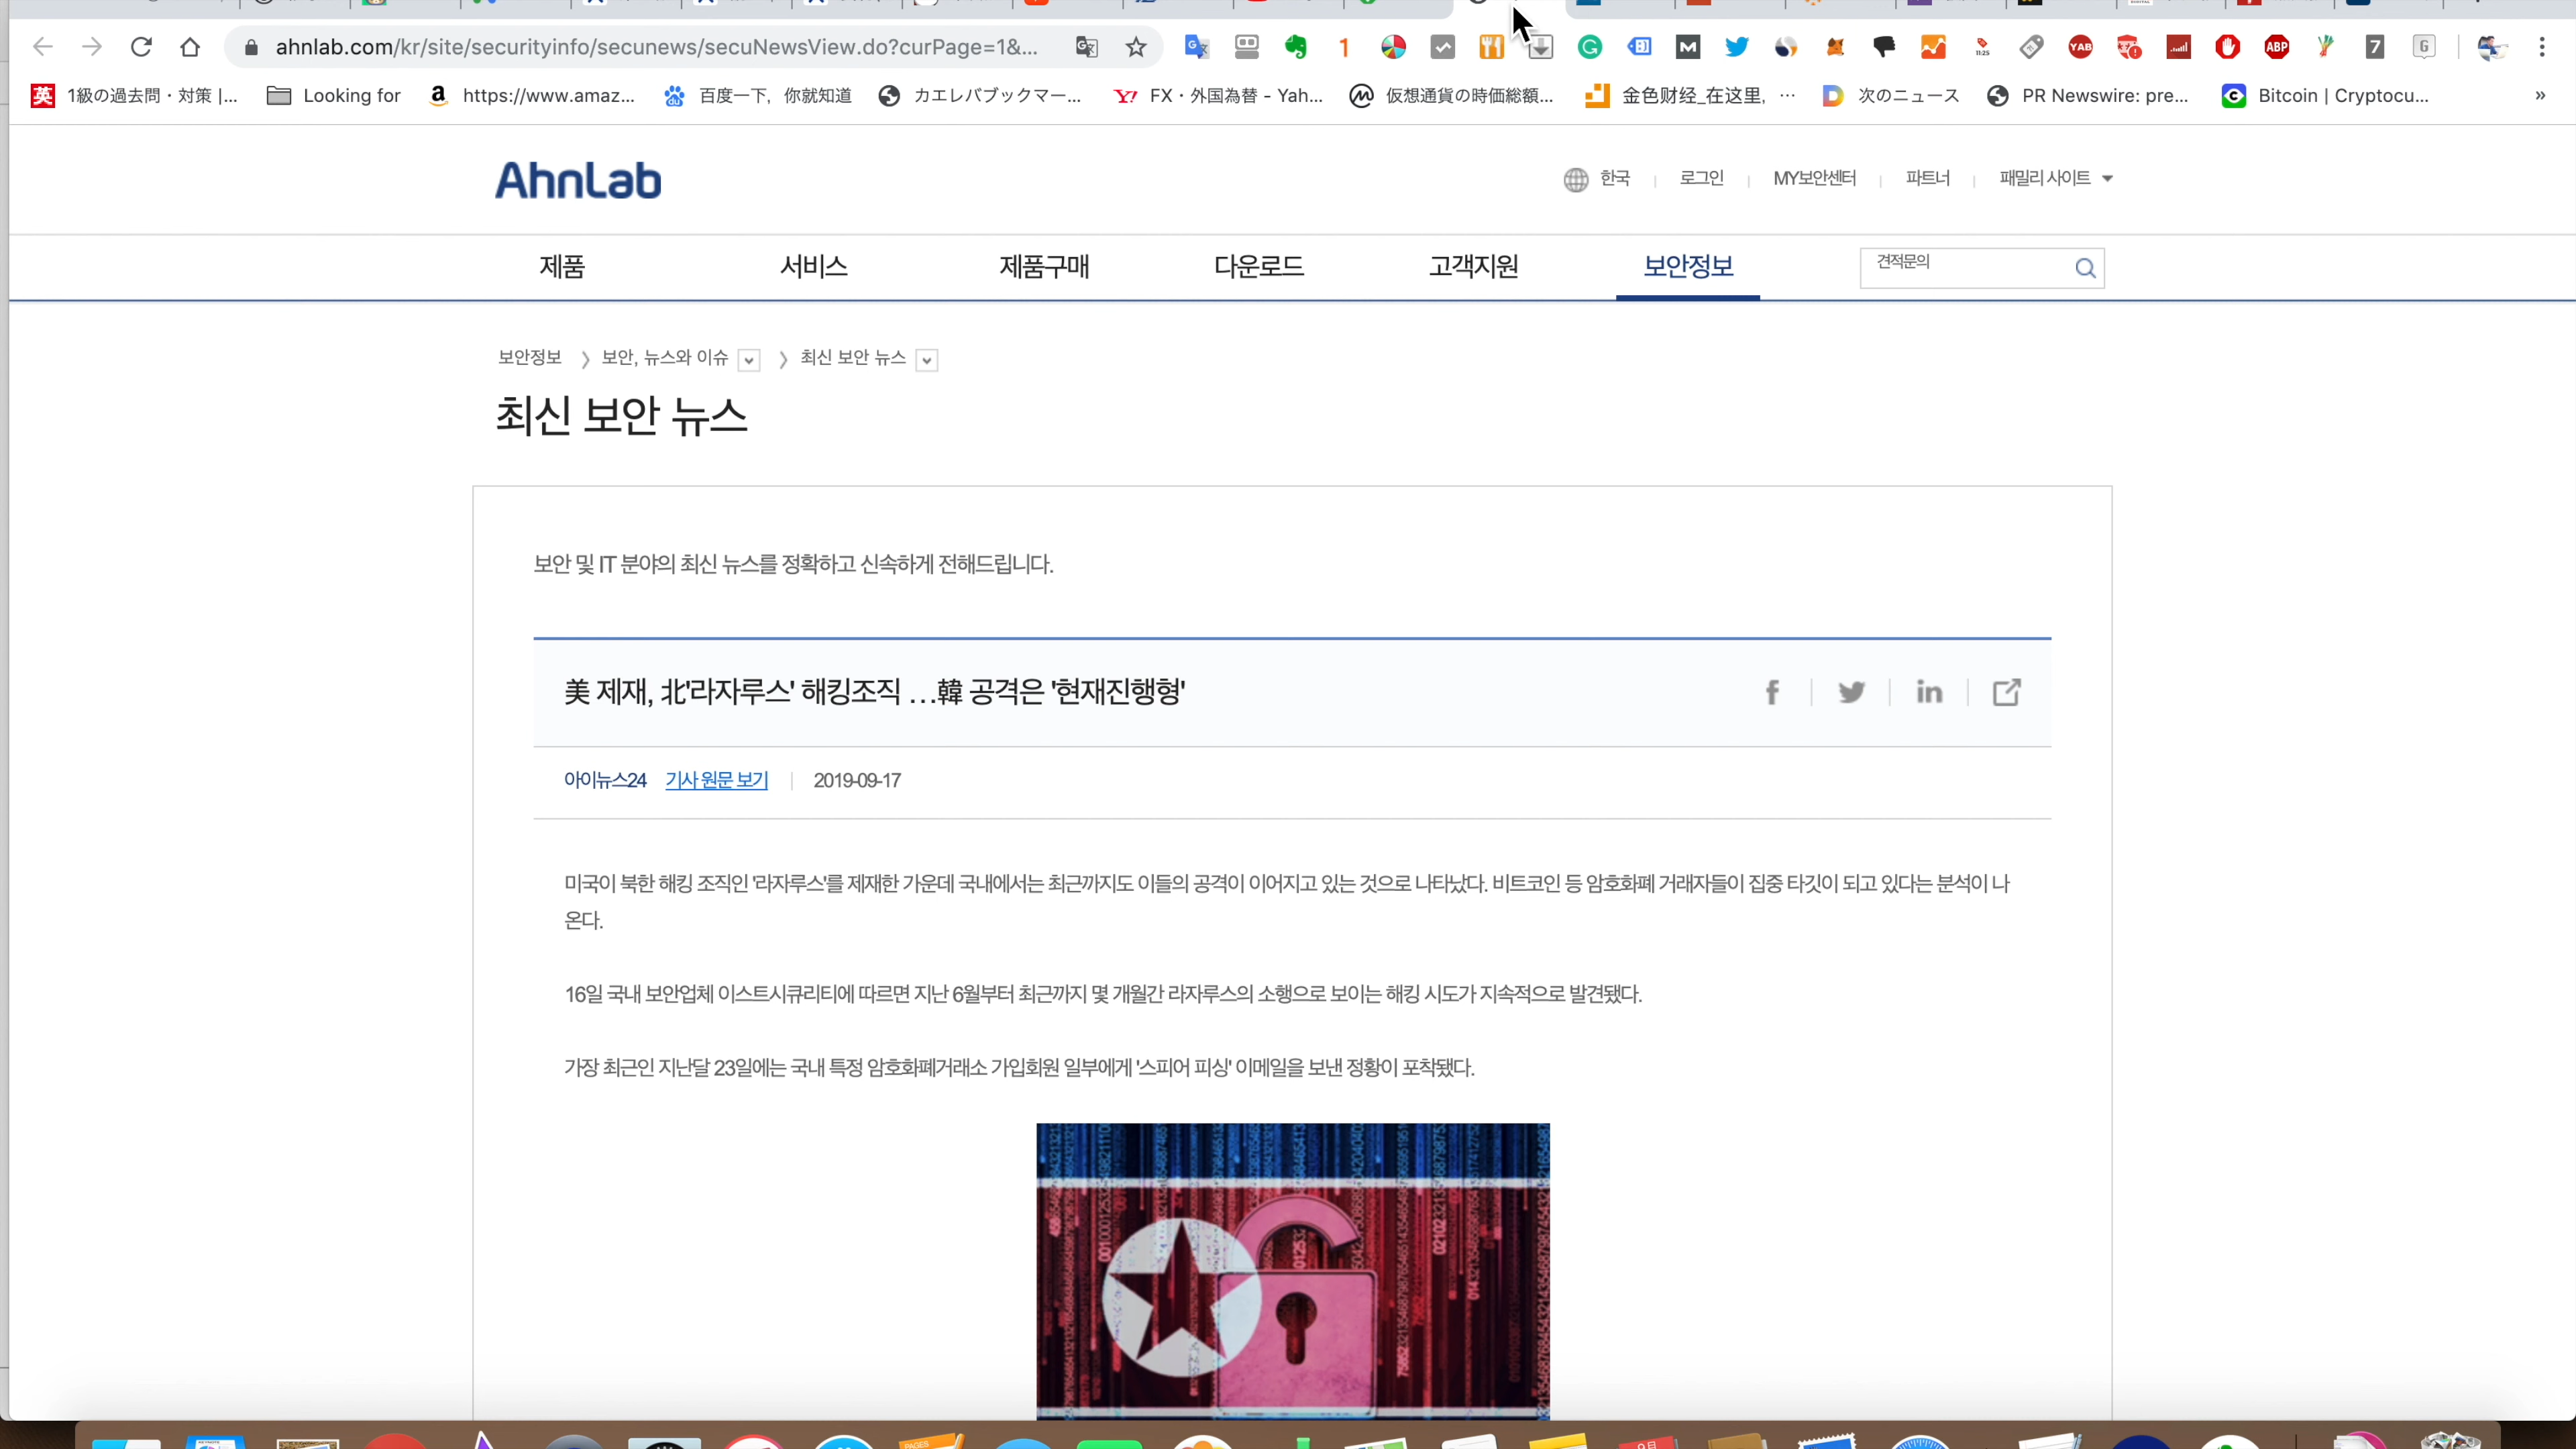 ahnlab.com/kr/site/securityinfo/secunews/secuNewsView.do?curPage=1&...
英 1級の過去問・対策 |... Looking for https://www.amaz... 百度一下，你就知道 カエレバブックマー... FX・外国為替 - Yah... 仮想通貨の時価総額... 金色财经_在这里, ... 次のニュース PR Newswire: pre... Bitcoin | Cryptocu... »
AhnLab
한국 로그인 MY보안센터 파트너 패밀리 사이트
제품 서비스 제품구매 다운로드 고객지원 보안정보 견적문의
보안정보 보안, 뉴스와 이슈 최신 보안 뉴스
최신 보안 뉴스
보안 및 IT 분야의 최신 뉴스를 정확하고 신속하게 전해드립니다.
美 제재, 北'라자루스' 해킹조직 …韓 공격은 '현재진행형'
아이뉴스24 기사 원문 보기 2019-09-17
미국이 북한 해킹 조직인 '라자루스'를 제재한 가운데 국내에서는 최근까지도 이들의 공격이 이어지고 있는 것으로 나타났다. 비트코인 등 암호화폐 거래자들이 집중 타깃이 되고 있다는 분석이 나
온다.
16일 국내 보안업체 이스트시큐리티에 따르면 지난 6월부터 최근까지 몇 개월간 라자루스의 소행으로 보이는 해킹 시도가 지속적으로 발견됐다.
가장 최근인 지난달 23일에는 국내 특정 암호화폐거래소 가입회원 일부에게 '스피어 피싱' 이메일을 보낸 정황이 포착됐다.